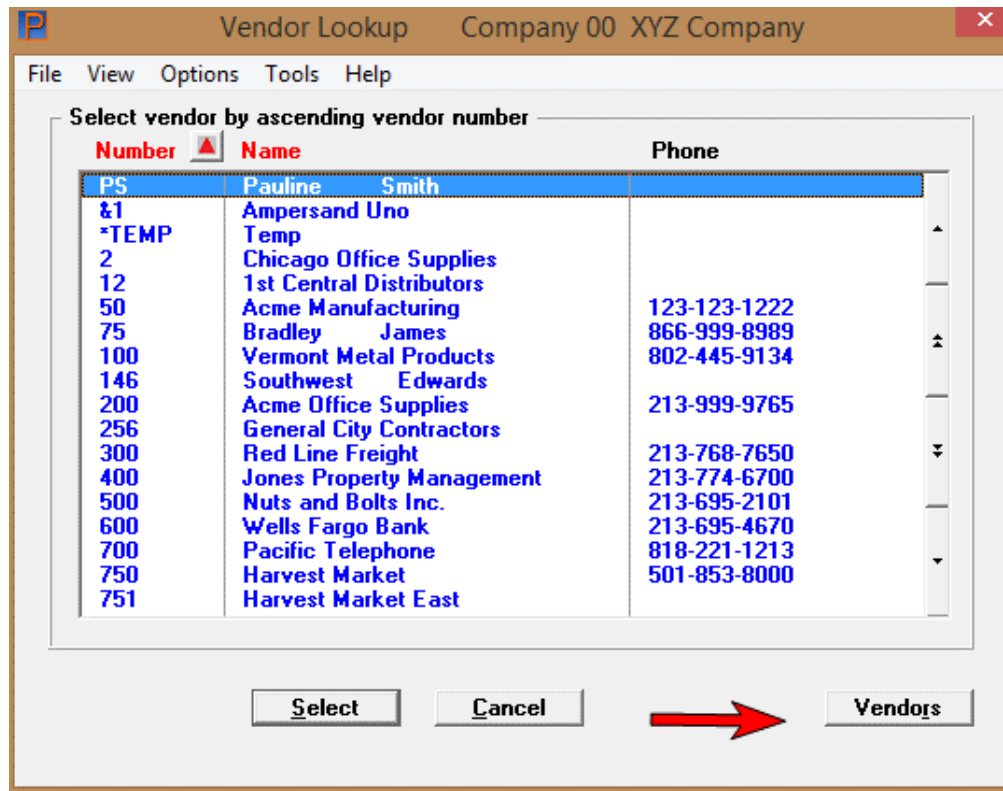 P Vendor Lookup Company 00 XYZ Company
File View Options Tools Help
Select vendor by ascending vendor number
Number Name Phone
PS Pauline Smith
&1 Ampersand Uno
*TEMP Temp
2 Chicago Office Supplies
12 1st Central Distributors
50 Acme Manufacturing 123-123-1222
75 Bradley James 866-999-8989
100 Vermont Metal Products 802-445-9134
146 Southwest Edwards
200 Acme Office Supplies 213-999-9765
256 General City Contractors
300 Red Line Freight 213-768-7650
400 Jones Property Management 213-774-6700
500 Nuts and Bolts Inc. 213-695-2101
600 Wells Fargo Bank 213-695-4670
700 Pacific Telephone 818-221-1213
750 Harvest Market 501-853-8000
751 Harvest Market East
Select Cancel Vendors